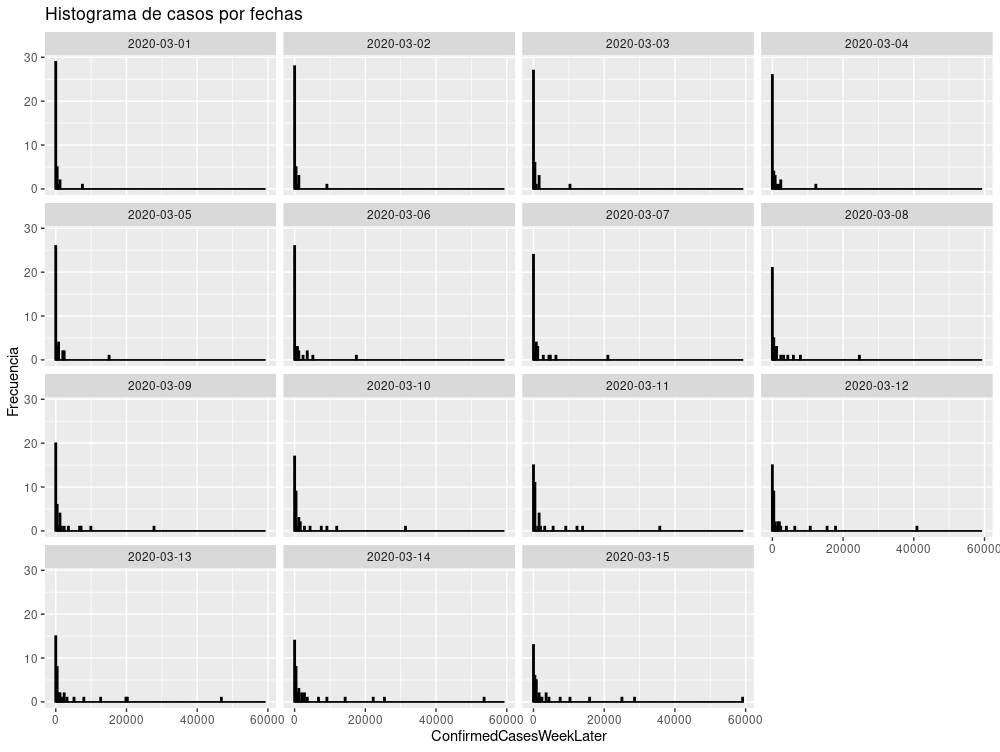 Histograma de casos por fechas
2020-03-01 2020-03-02 2020-03-03 2020-03-04
30
20
10
0
2020-03-05 2020-03-06 2020-03-07 2020-03-08
30
20
10
0
Frecuencia
2020-03-09 2020-03-10 2020-03-11 2020-03-12
30
20
10
0
0 20000 40000 60000
2020-03-13 2020-03-14 2020-03-15
30
20
10
0
0 20000 40000 60000 0 20000 40000 60000 0 20000 40000 60000
ConfirmedCasesWeekLater